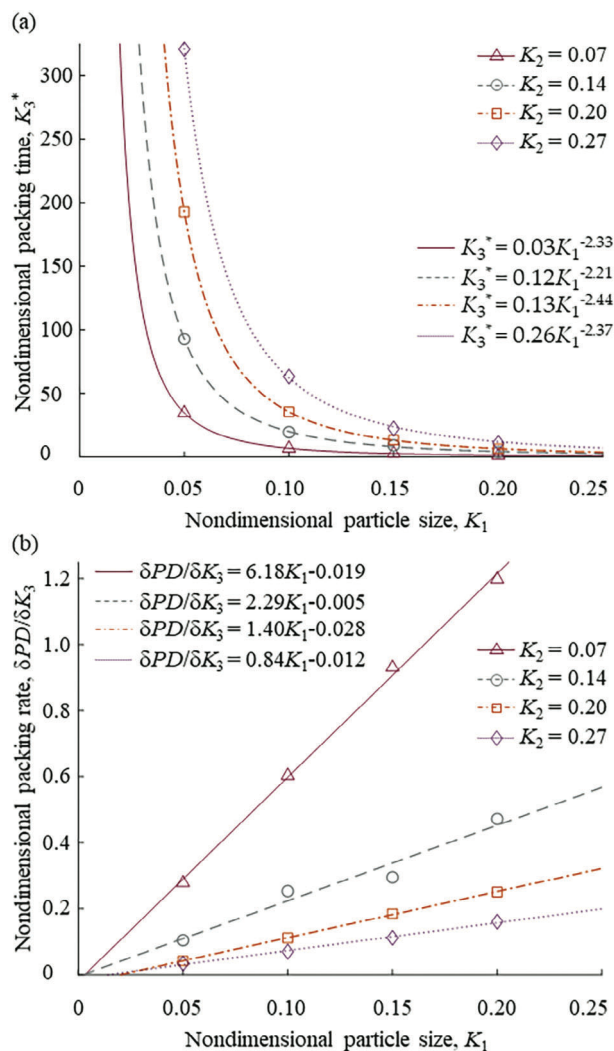 (a)
Nondimensional packing time, K₃*
300
250
200
150
100
50
0
K₂ = 0.07
K₂ = 0.14
K₂ = 0.20
K₂ = 0.27
K₃* = 0.03K₁⁻²·³³
K₃* = 0.12K₁⁻²·²¹
K₃* = 0.13K₁⁻²·⁴⁴
K₃* = 0.26K₁⁻²·³⁷
0 0.05 0.10 0.15 0.20 0.25
Nondimensional particle size, K₁
(b)
Nondimensional packing rate, δPD/δK₃
1.2
1.0
0.8
0.6
0.4
0.2
0
δPD/δK₃ = 6.18K₁-0.019
δPD/δK₃ = 2.29K₁-0.005
δPD/δK₃ = 1.40K₁-0.028
δPD/δK₃ = 0.84K₁-0.012
K₂ = 0.07
K₂ = 0.14
K₂ = 0.20
K₂ = 0.27
0 0.05 0.10 0.15 0.20 0.25
Nondimensional particle size, K₁